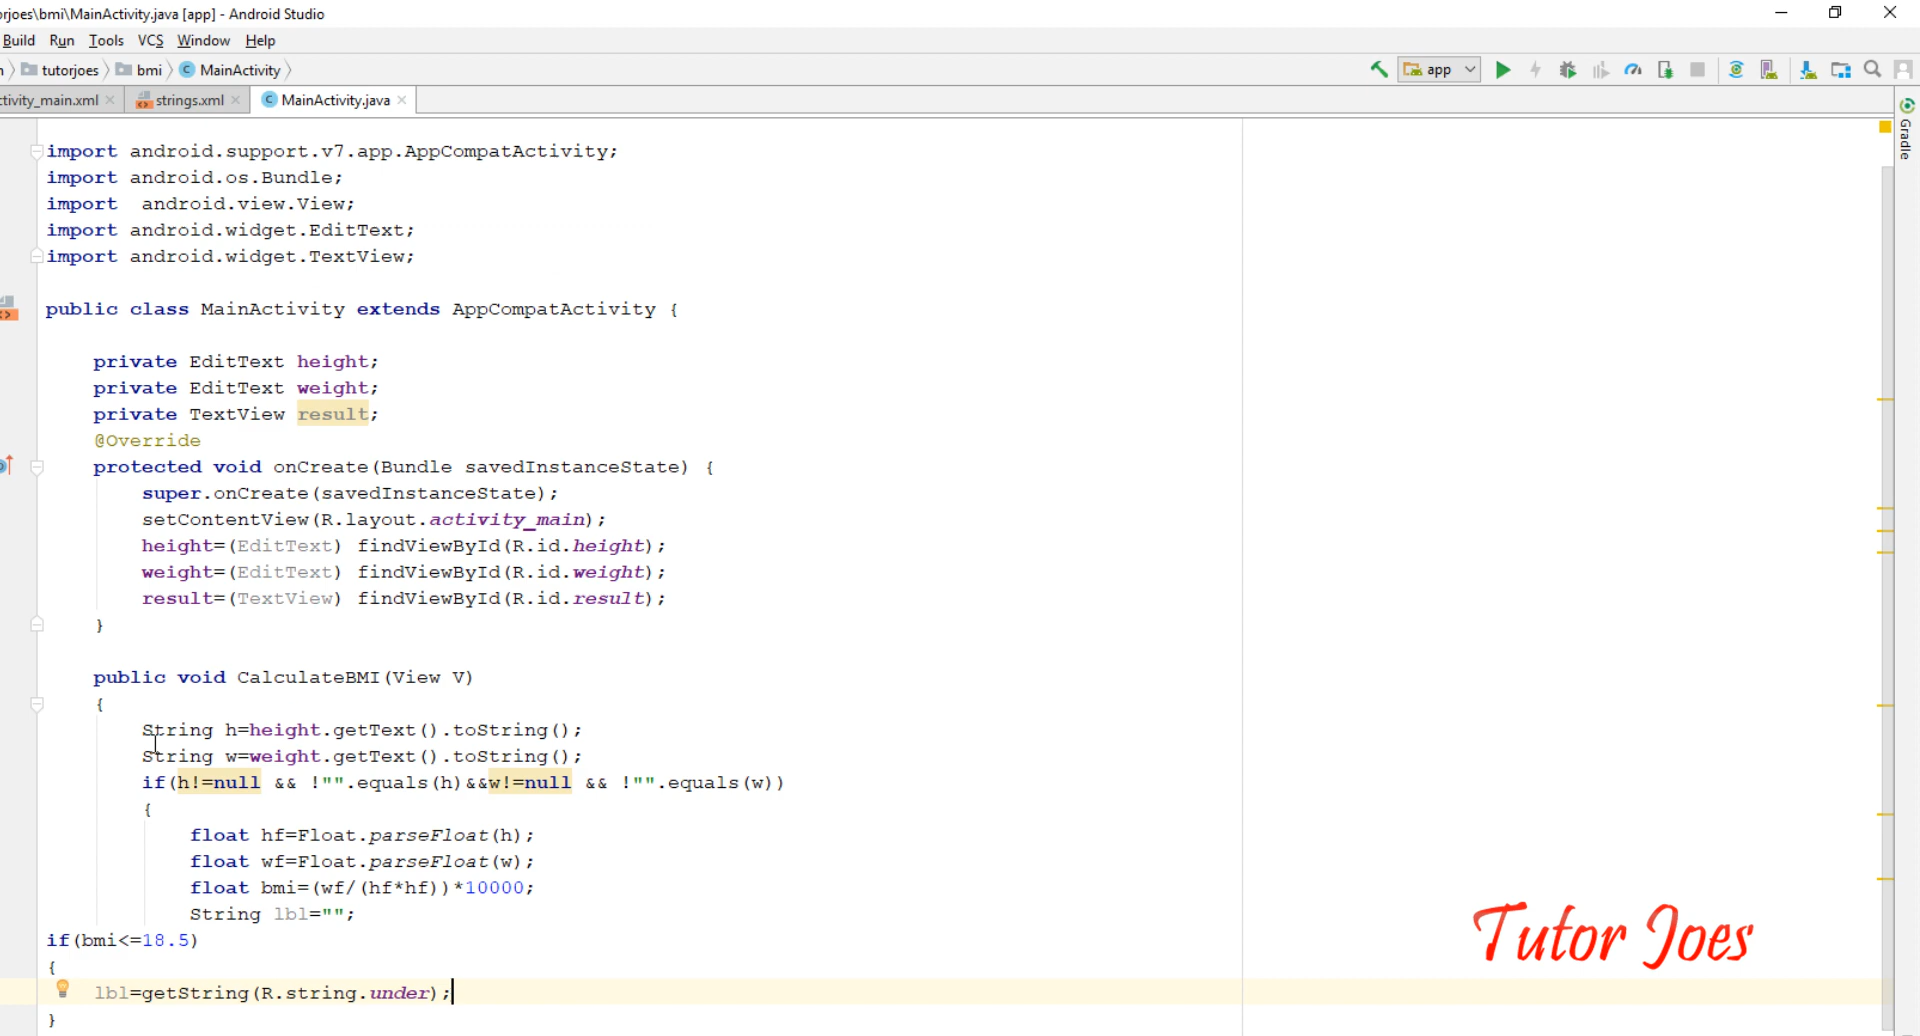 orjoes\bmi\MainActivity.java [app] - Android Studio
Build Run Tools VCS Window Help
tutorjoes bmi MainActivity app
tivity_main.xml strings.xml MainActivity.java
Gradle
import android.support.v7.app.AppCompatActivity;
import android.os.Bundle;
import  android.view.View;
import android.widget.EditText;
import android.widget.TextView;
public class MainActivity extends AppCompatActivity {
private EditText height;
private EditText weight;
private TextView result;
@Override
protected void onCreate(Bundle savedInstanceState) {
super.onCreate(savedInstanceState);
setContentView(R.layout.activity_main);
height=(EditText) findViewById(R.id.height);
weight=(EditText) findViewById(R.id.weight);
result=(TextView) findViewById(R.id.result);
}
public void CalculateBMI(View V)
{
String h=height.getText().toString();
String w=weight.getText().toString();
if(h!=null && !"".equals(h)&&w!=null && !"".equals(w))
{
float hf=Float.parseFloat(h);
float wf=Float.parseFloat(w);
float bmi=(wf/(hf*hf))*10000;
String lbl="";
if(bmi<=18.5)
{
lbl=getString(R.string.under);
}
Tutor Joes